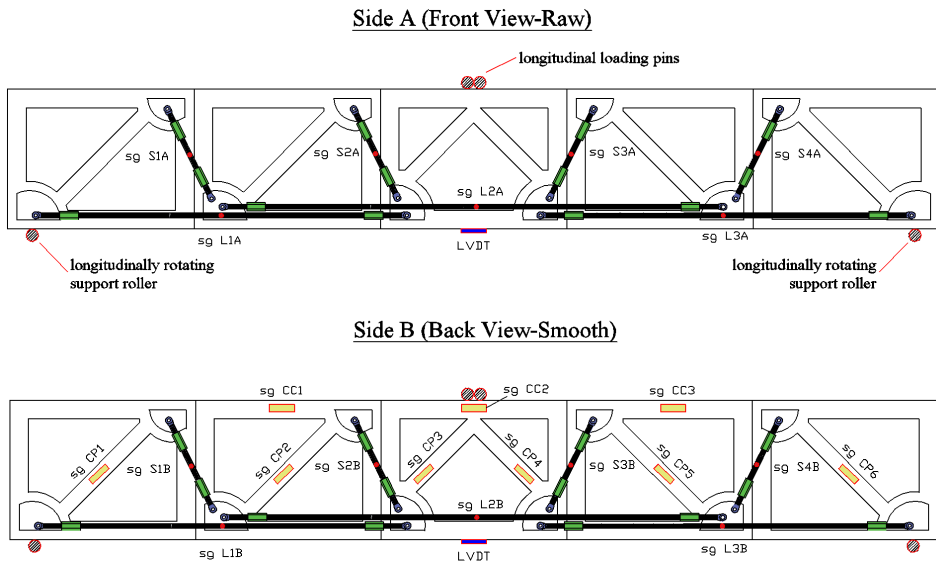 Side A (Front View-Raw)
longitudinal loading pins
sg S1A
sg S2A
sg S3A
sg S4A
sg L2A
sg L1A
LVDT
sg L3A
longitudinally rotating
support roller
longitudinally rotating
support roller
Side B (Back View-Smooth)
sg CC1
sg CC2
sg CC3
sg CP1
sg S1B
sg CP2
sg S2B
sg CP3
sg CP4
sg S3B
sg CP5
sg S4B
sg CP6
sg L2B
sg L1B
LVDT
sg L3B